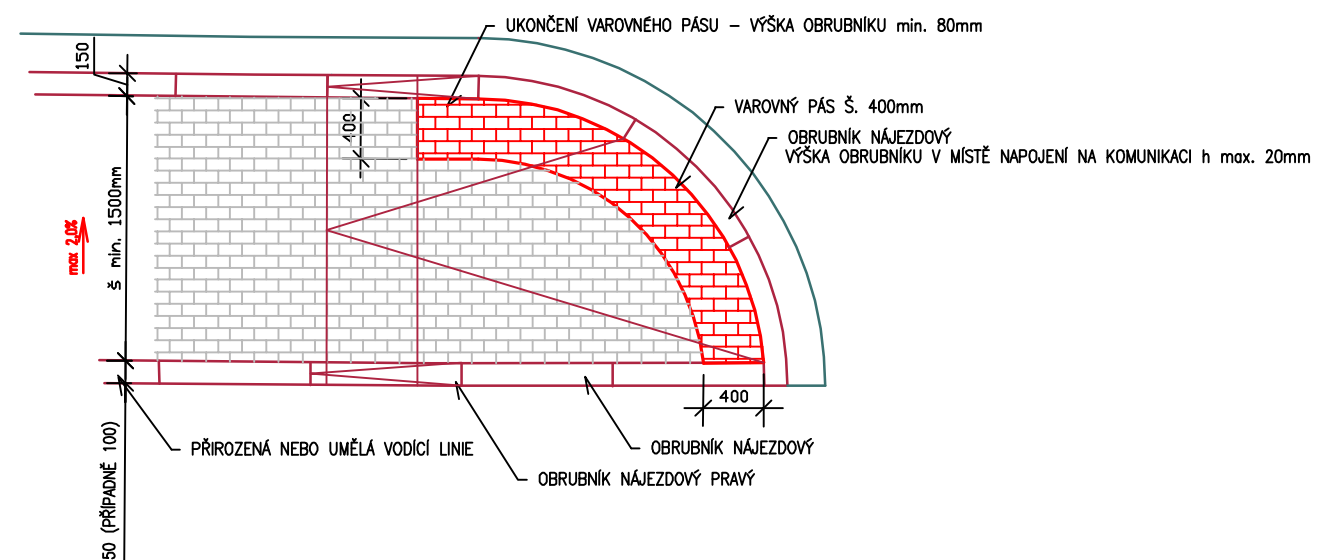 UKONČENÍ VAROVNÉHO PÁSU – VÝŠKA OBRUBNÍKU min. 80mm
150
VAROVNÝ PÁS Š. 400mm
400
OBRUBNÍK NÁJEZDOVÝ
VÝŠKA OBRUBNÍKU V MÍSTĚ NAPOJENÍ NA KOMUNIKACI h max. 20mm
max 2,0%
š min. 1500mm
400
PŘIROZENÁ NEBO UMĚLÁ VODÍCÍ LINIE
OBRUBNÍK NÁJEZDOVÝ
OBRUBNÍK NÁJEZDOVÝ PRAVÝ
50 (PŘÍPADNĚ 100)